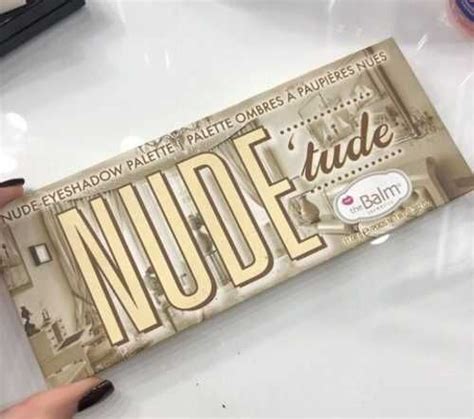 NUDE EYESHADOW PALETTE / PALETTE OMBRES À PAUPIÈRES NUES
NUDE 'tude
the Balm®